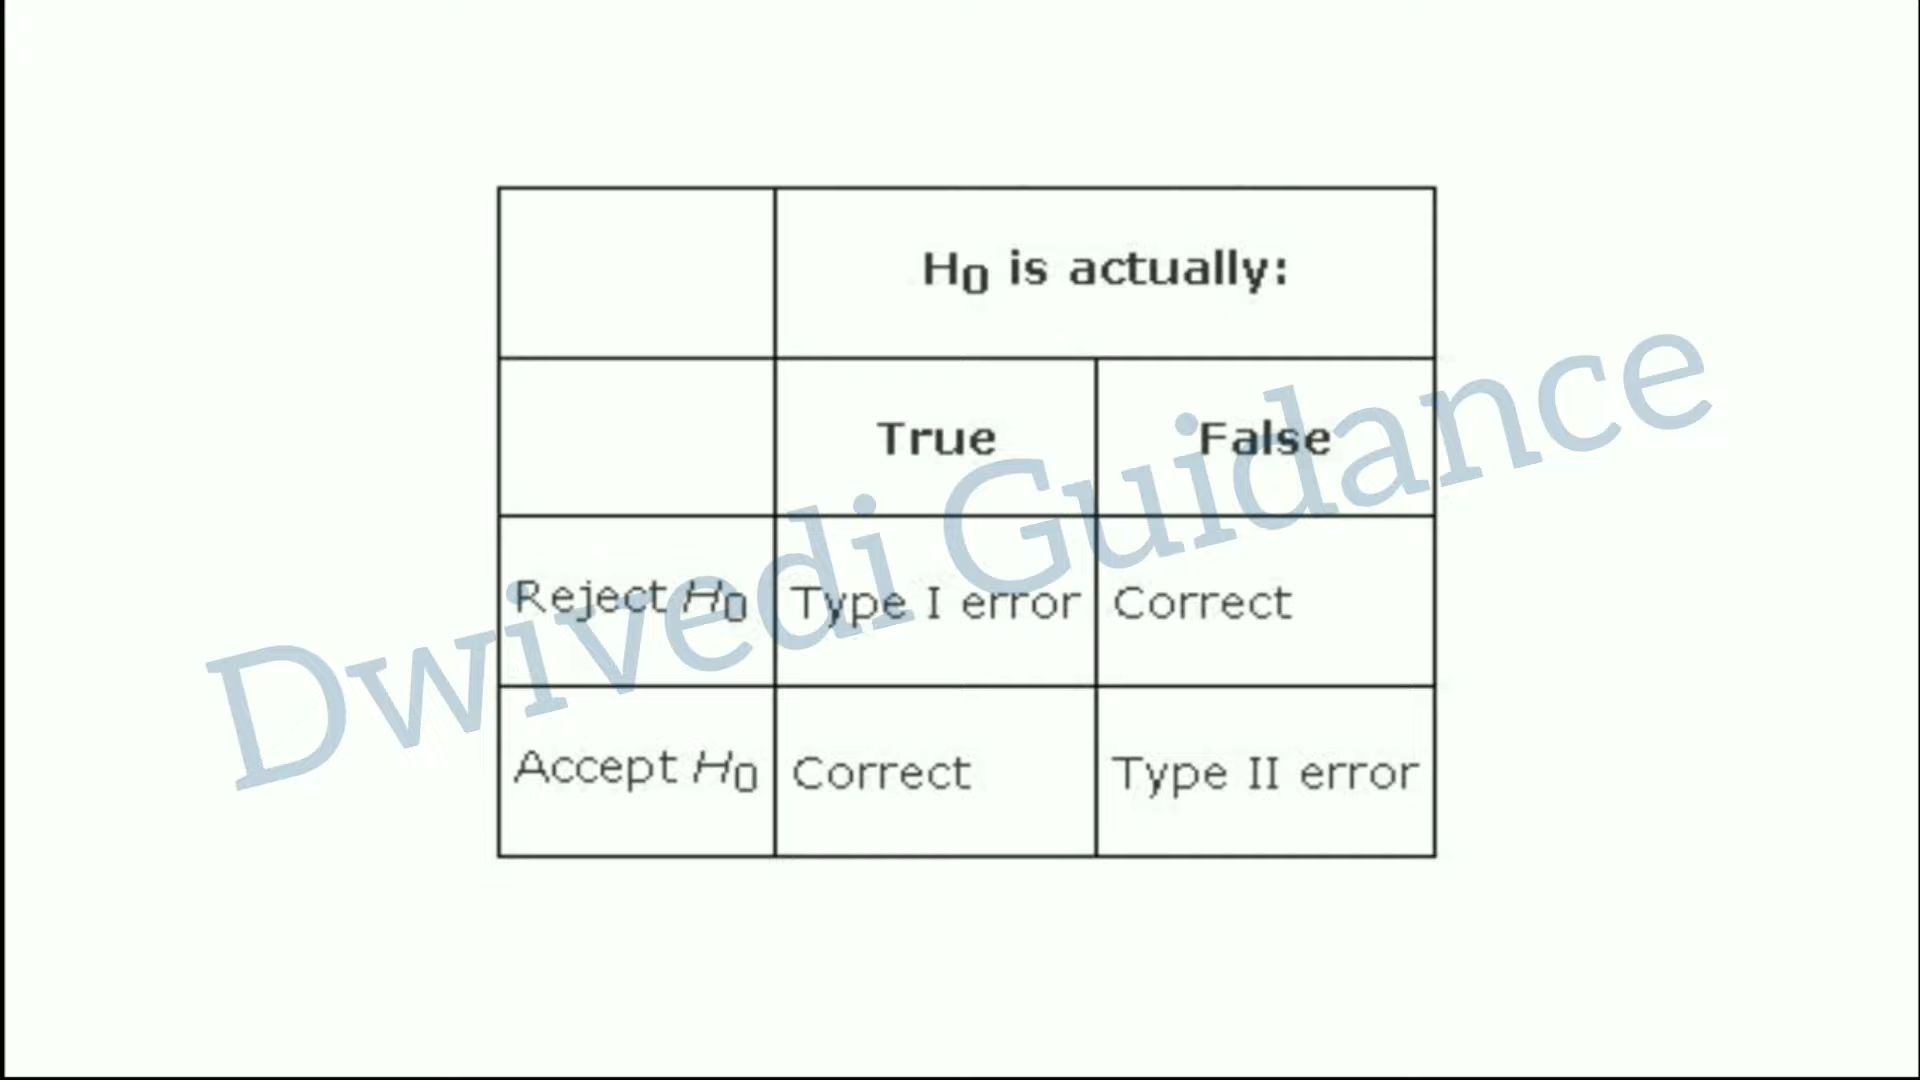 H0 is actually:
True False
Reject H0 Type I error Correct
Accept H0 Correct Type II error
Dwivedi Guidance